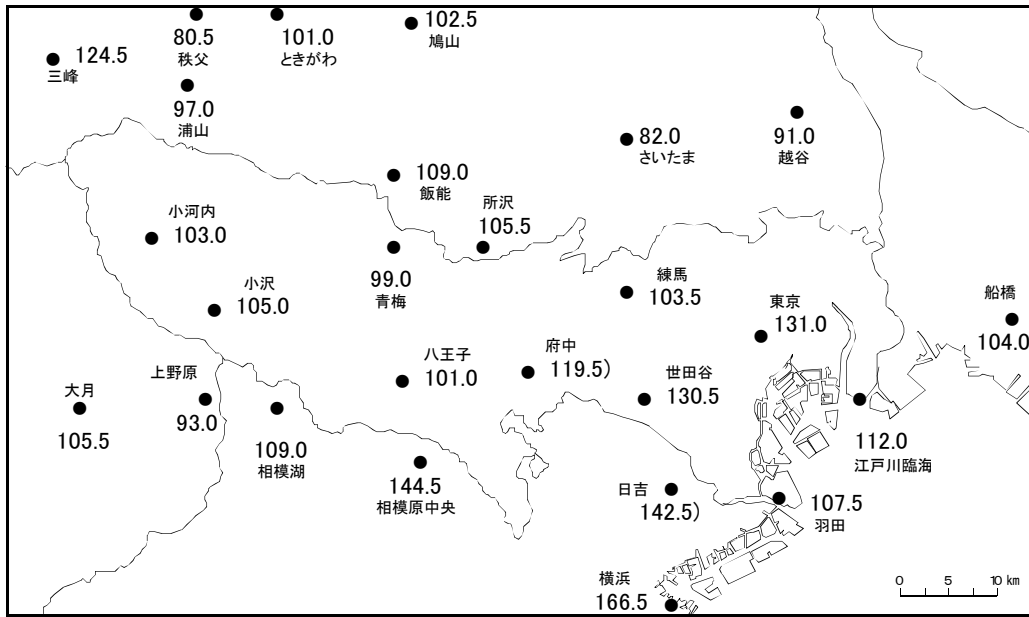 102.5
鳩山
80.5
秩父
101.0
ときがわ
124.5
三峰
97.0
浦山
91.0
越谷
82.0
さいたま
109.0
飯能
所沢
105.5
小河内
103.0
99.0
青梅
小沢
105.0
練馬
103.5
東京
131.0
船橋
104.0
八王子
101.0
府中
119.5)
世田谷
130.5
上野原
93.0
大月
105.5
109.0
相模湖
112.0
江戸川臨海
144.5
相模原中央
日吉
142.5)
107.5
羽田
横浜
166.5
0 5 10 km